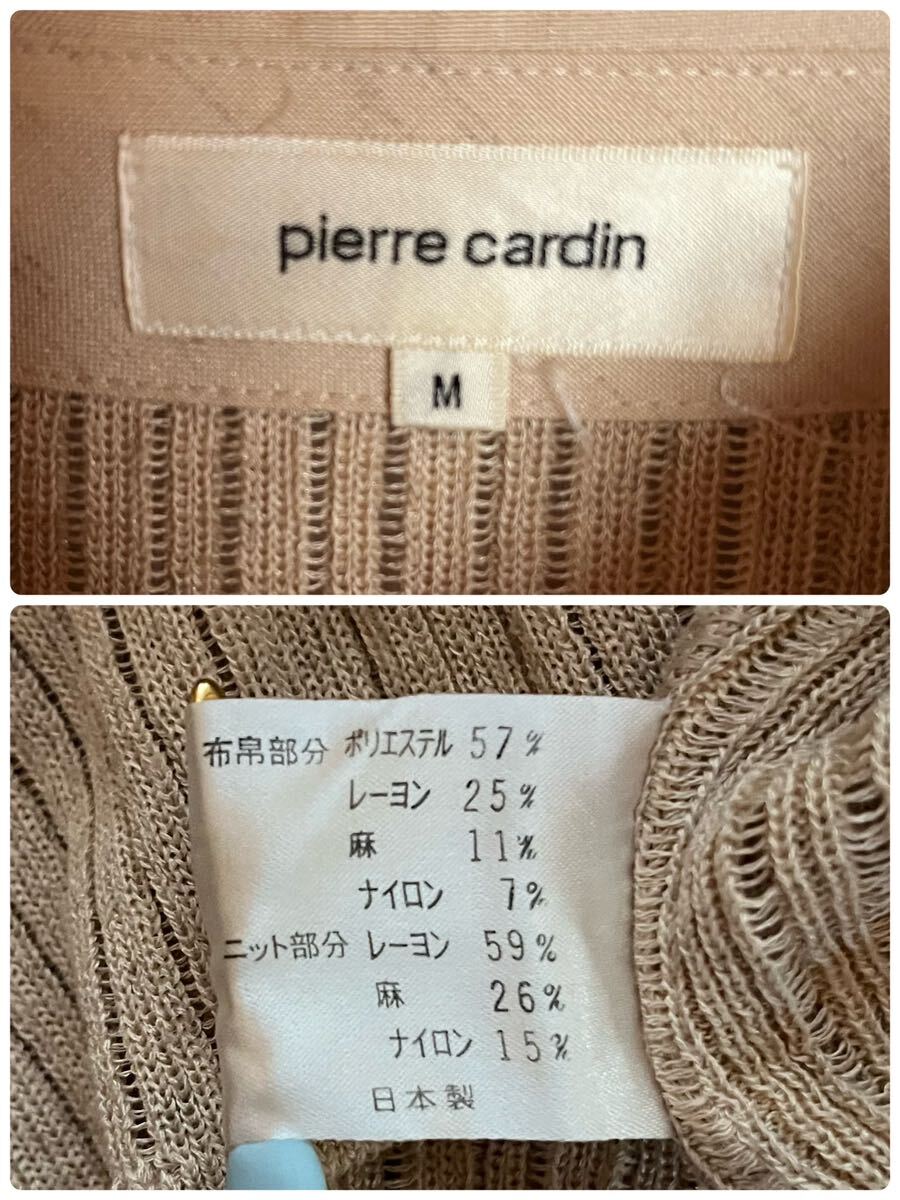 pierre cardin
M
布帛部分 ポリエステル 57%
レーヨン 25%
麻 11%
ナイロン 7%
ニット部分 レーヨン 59%
麻 26%
ナイロン 15%
日本製